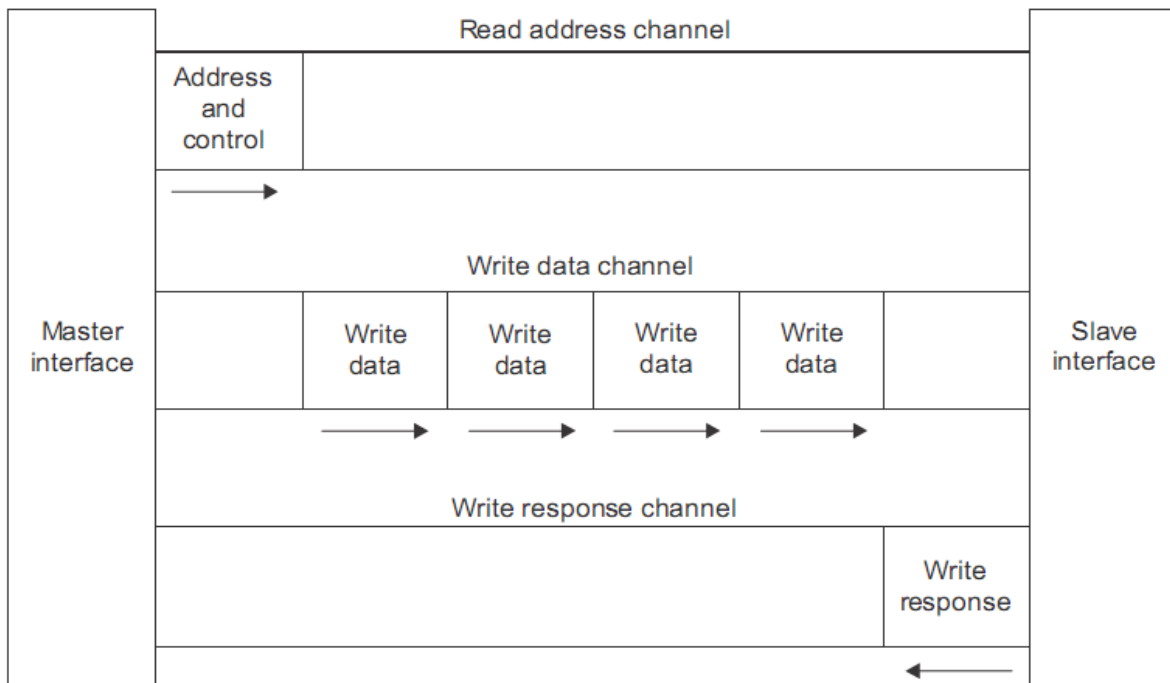 Read address channel
Address
and
control
Write data channel
Master
interface
Write
data
Write
data
Write
data
Write
data
Slave
interface
Write response channel
Write
response